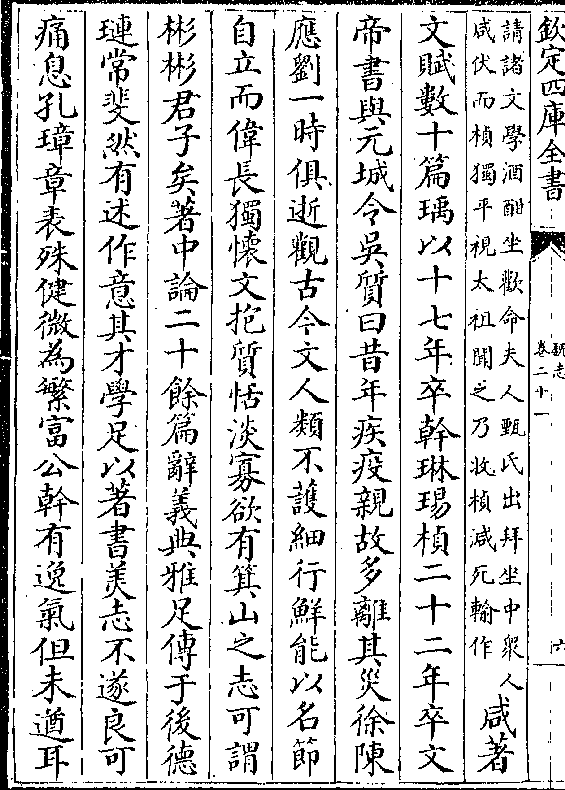 欽定四庫全書
魏志
卷二十一
六
請諸文學酒酣坐歡命夫人甄氏出拜坐中衆人
咸伏而楨獨平視太祖聞之乃收楨減死輸作
咸著
文賦數十篇瑀以十七年卒幹琳瑒楨二十二年卒文
帝書與元城令吳質曰昔年疾疫親故多離其災徐陳
應劉一時俱逝觀古今文人類不護細行鮮能以名節
自立而偉長獨懷文抱質恬淡寡欲有箕山之志可謂
彬彬君子矣著中論二十餘篇辭義典雅足傳于後德
璉常斐然有述作意其才學足以著書美志不遂良可
痛息孔璋章表殊健微為繁富公幹有逸氣但未遒耳